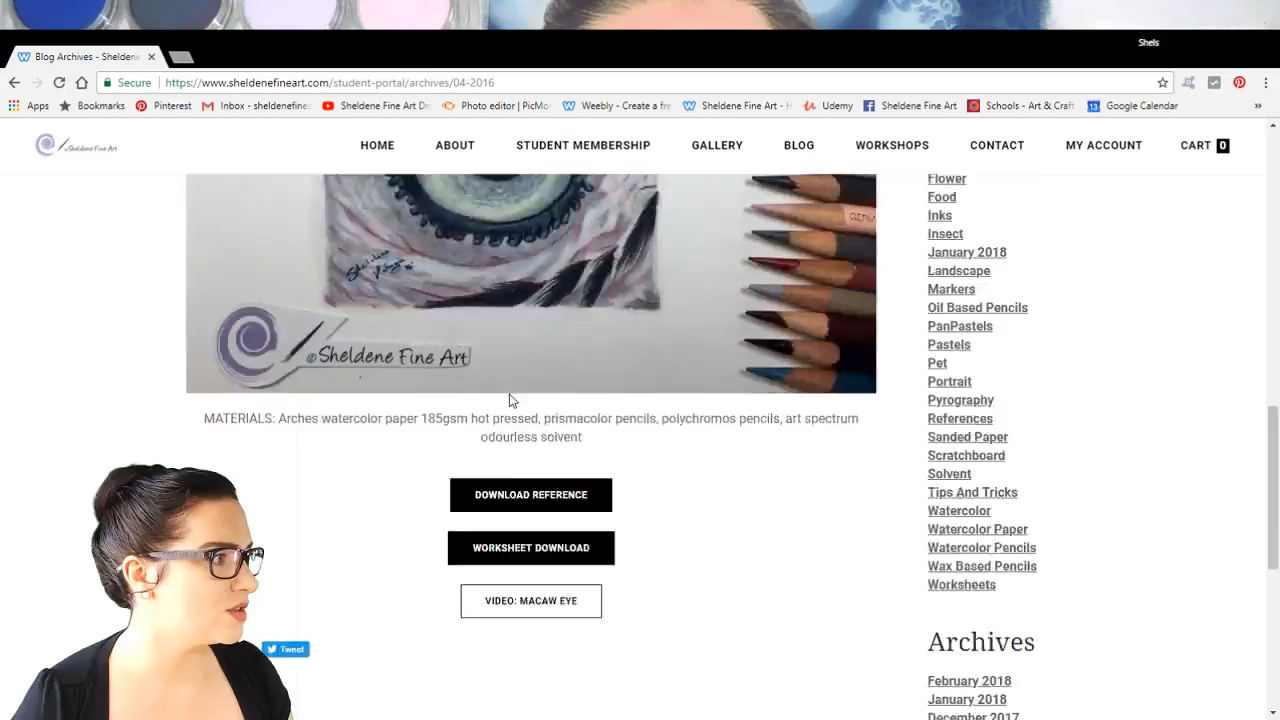 Shels
Blog Archives - Sheldene
Secure https://www.sheldenefineart.com/student-portal/archives/04-2016
Apps Bookmarks Pinterest Inbox - sheldenefinea Sheldene Fine Art Dr Photo editor | PicMo Weebly - Create a fre Sheldene Fine Art - H Udemy Sheldene Fine Art Schools - Art & Craft Google Calendar »
Sheldene Fine Art HOME ABOUT STUDENT MEMBERSHIP GALLERY BLOG WORKSHOPS CONTACT MY ACCOUNT CART 0
@Sheldene Fine Art
MATERIALS: Arches watercolor paper 185gsm hot pressed, prismacolor pencils, polychromos pencils, art spectrum
odourless solvent
DOWNLOAD REFERENCE
WORKSHEET DOWNLOAD
VIDEO: MACAW EYE
Tweet
Flower
Food
Inks
Insect
January 2018
Landscape
Markers
Oil Based Pencils
PanPastels
Pastels
Pet
Portrait
Pyrography
References
Sanded Paper
Scratchboard
Solvent
Tips And Tricks
Watercolor
Watercolor Paper
Watercolor Pencils
Wax Based Pencils
Worksheets
Archives
February 2018
January 2018
December 2017